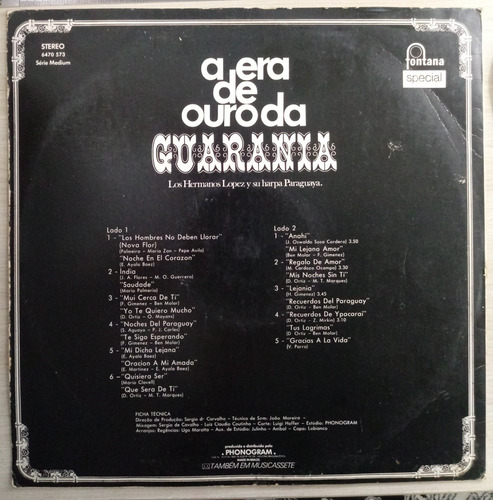 STEREO
6470 573
Série Medium
fontana
special
a era
de
ouro da
GUARANIA
Los Hermanos Lopez y su harpa Paraguaya.
Lado 1
1 - "Los Hombres No Deben Llorar"
(Nova Flor)
(Palmeira - Mario Zan - Pepe Avila)
"Noche En El Corazon"
(E. Ayala Baez)
2 - India
(J. A. Flores - M. O. Guerrero)
"Saudade"
(Mario Palmerio)
3 - "Mui Cerca De Ti"
(F. Gimenez - Ben Molar)
"Yo Te Quiero Mucho"
(D. Ortiz - O. Mayans)
4 - "Noches Del Paraguay"
(S. Aguayo - P. J. Carles)
"Te Sigo Esperando"
(F. Gimenez - Ben Molar)
5 - "Mi Dicha Lejana"
(E. Ayala Baez)
"Oracion A Mi Amada"
(E. Martinez - E. Ayala Baez)
6 - "Quisiera Ser"
(Mario Clavell)
"Que Sera De Ti"
(D. Ortiz - M. T. Marques)
Lado 2
1 - "Anahi"
(J. Oswaldo Sosa Cordero) 3.50
"Mi Lejano Amor"
(Ben Molar - F. Gimenez)
2 - "Regalo De Amor"
(M. Cardozo Ocampo) 3.50
"Mis Noches Sin Ti"
(D. Ortiz - M. T. Marques)
3 - "Lejania"
(H. Gimenez) 3.45
"Recuerdos Del Paraguay"
(D. Ortiz - Ben Molar)
4 - "Recuerdos De Ypacarai"
(D. Ortiz - Z. Mirkin) 3.10
"Tus Lagrimas"
(D. Ortiz - Ben Molar)
5 - "Gracias A La Vida"
(V. Parra)
FICHA TÉCNICA
Direção de Produção: Sergio de Carvalho - Técnico de Som: João Moreira -
Mixagem: Sergio de Carvalho - Luiz Cláudio Coutinho - Corte: Luigi Hoffer - Estúdio: PHONOGRAM
Arranjos, Regências: Ugo Marotta - Aux. de Estúdio: Julinho - Anibal - Capa: Lobianco
produzido e distribuido pela
PHONOGRAM
TAMBÉM EM MUSICASSETE